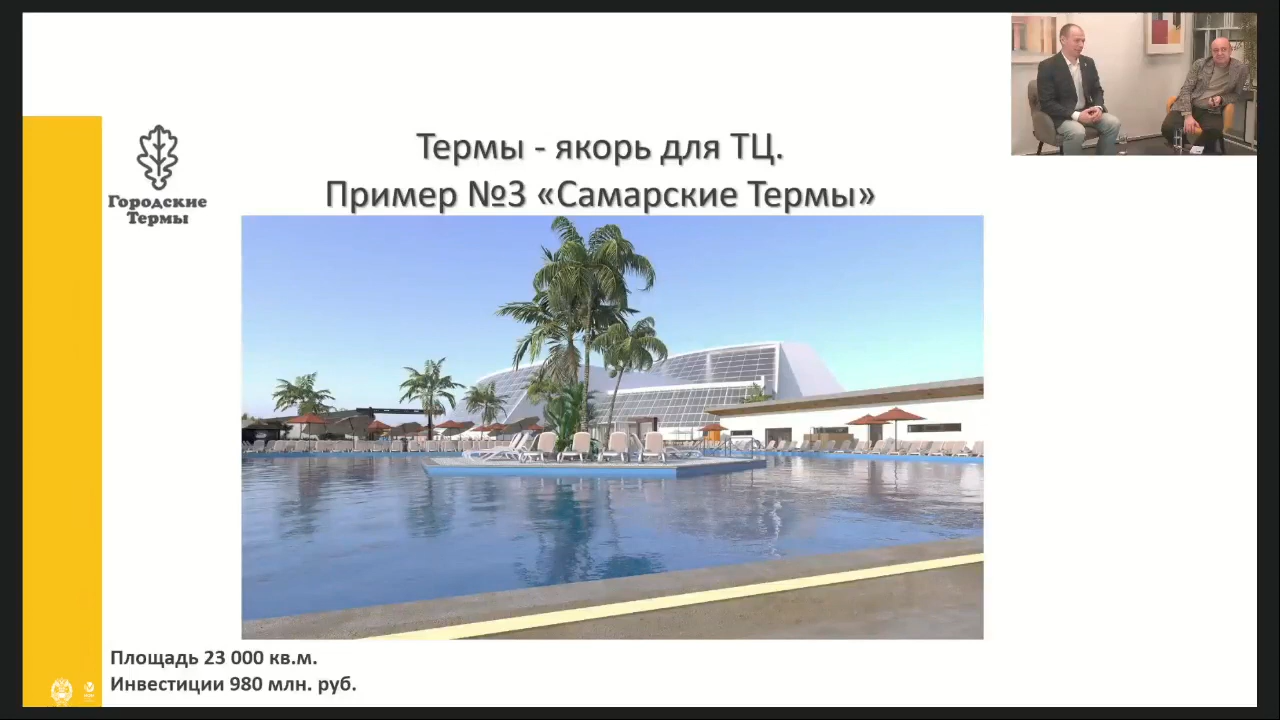 Городские
Термы
Термы - якорь для ТЦ.
Пример №3 «Самарские Термы»
Площадь 23 000 кв.м.
Инвестиции 980 млн. руб.